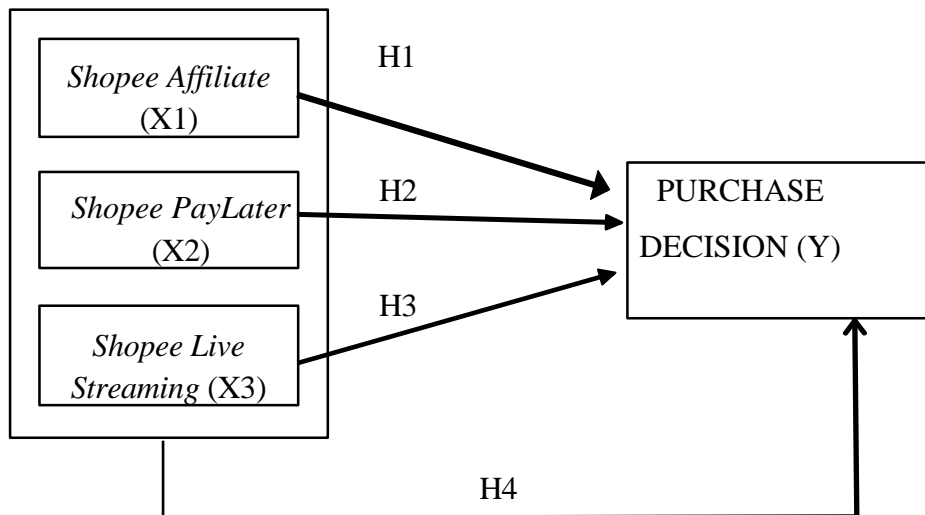 H1
Shopee Affiliate
(X1)
H2
Shopee PayLater
(X2)
H3
Shopee Live
Streaming (X3)
PURCHASE
DECISION (Y)
H4